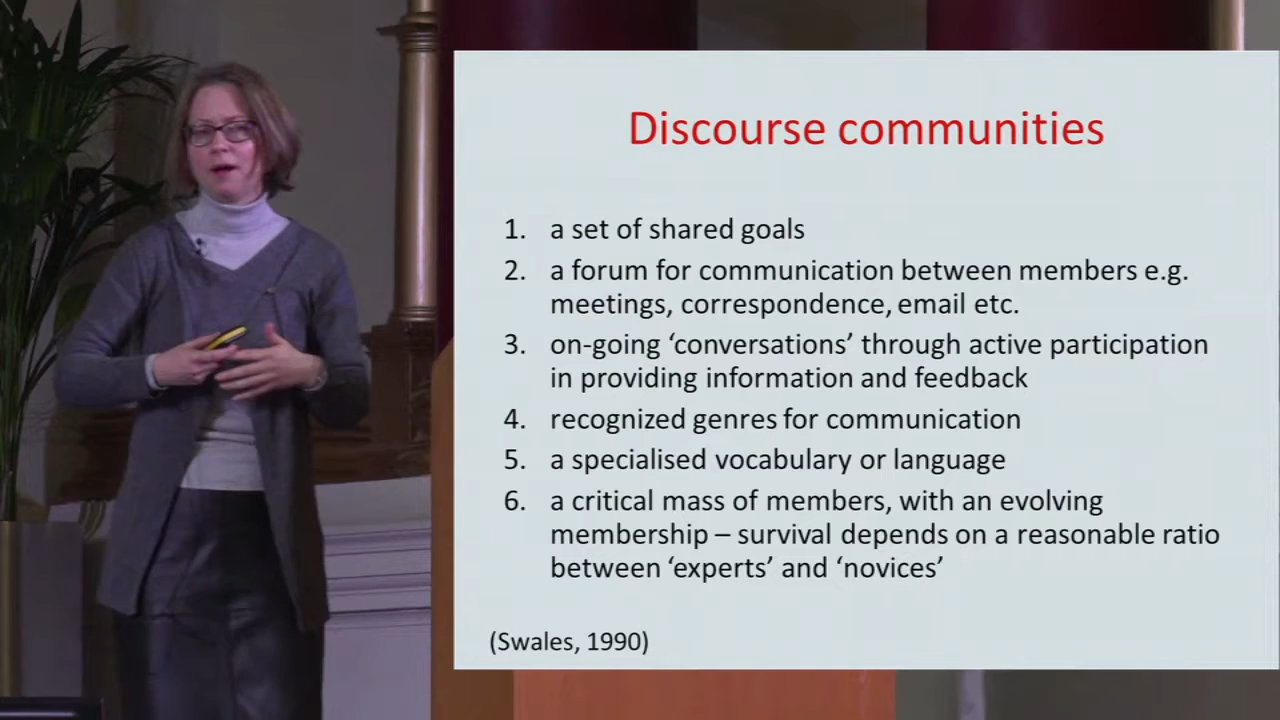 Discourse communities
1. a set of shared goals
2. a forum for communication between members e.g.
meetings, correspondence, email etc.
3. on-going ‘conversations’ through active participation
in providing information and feedback
4. recognized genres for communication
5. a specialised vocabulary or language
6. a critical mass of members, with an evolving
membership – survival depends on a reasonable ratio
between ‘experts’ and ‘novices’
(Swales, 1990)